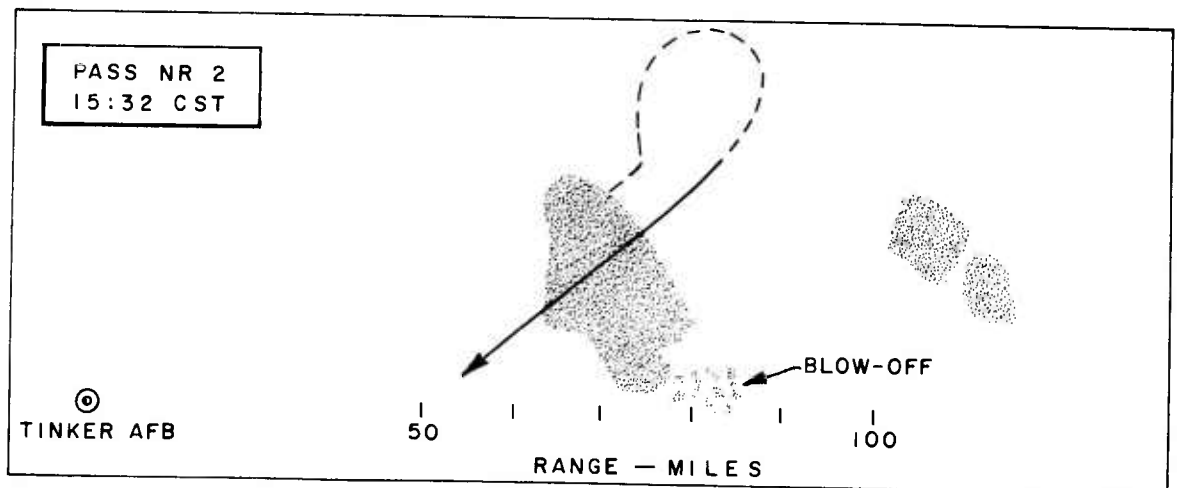 PASS NR 2
15:32 CST
BLOW-OFF
TINKER AFB
50
100
RANGE — MILES